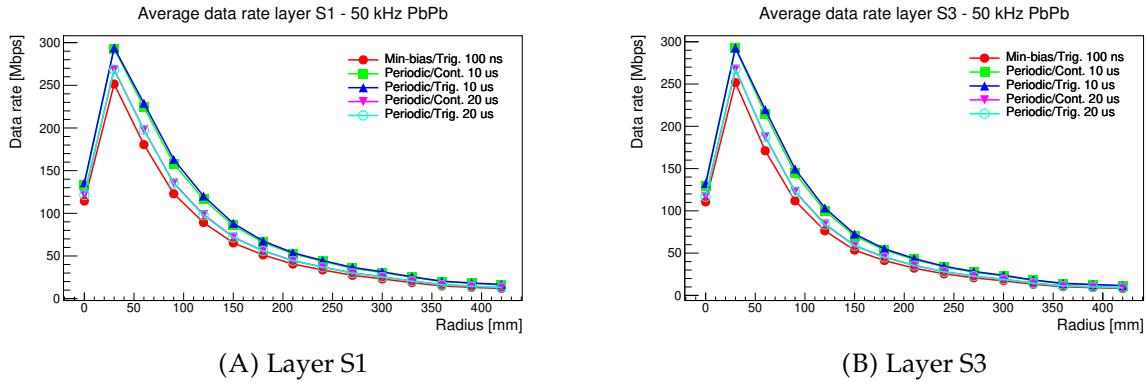 Average data rate layer S1 - 50 kHz PbPb
Data rate [Mbps]
300
250
200
150
100
50
0
Min-bias/Trig. 100 ns
Periodic/Cont. 10 us
Periodic/Trig. 10 us
Periodic/Cont. 20 us
Periodic/Trig. 20 us
0 50 100 150 200 250 300 350 400
Radius [mm]
(A) Layer S1
Average data rate layer S3 - 50 kHz PbPb
Data rate [Mbps]
300
250
200
150
100
50
0
Min-bias/Trig. 100 ns
Periodic/Cont. 10 us
Periodic/Trig. 10 us
Periodic/Cont. 20 us
Periodic/Trig. 20 us
0 50 100 150 200 250 300 350 400
Radius [mm]
(B) Layer S3